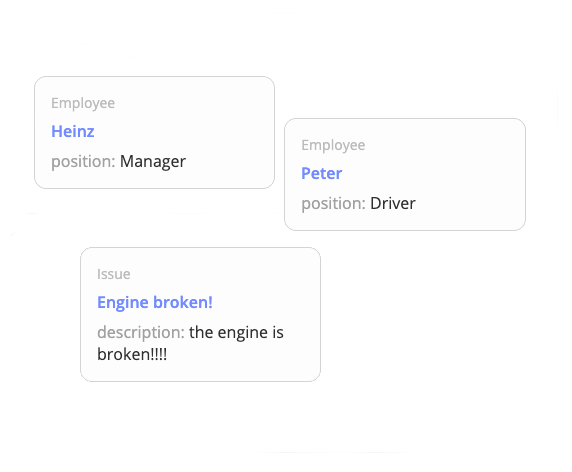 Employee
Heinz
position: Manager
Employee
Peter
position: Driver
Issue
Engine broken!
description: the engine is
broken!!!!